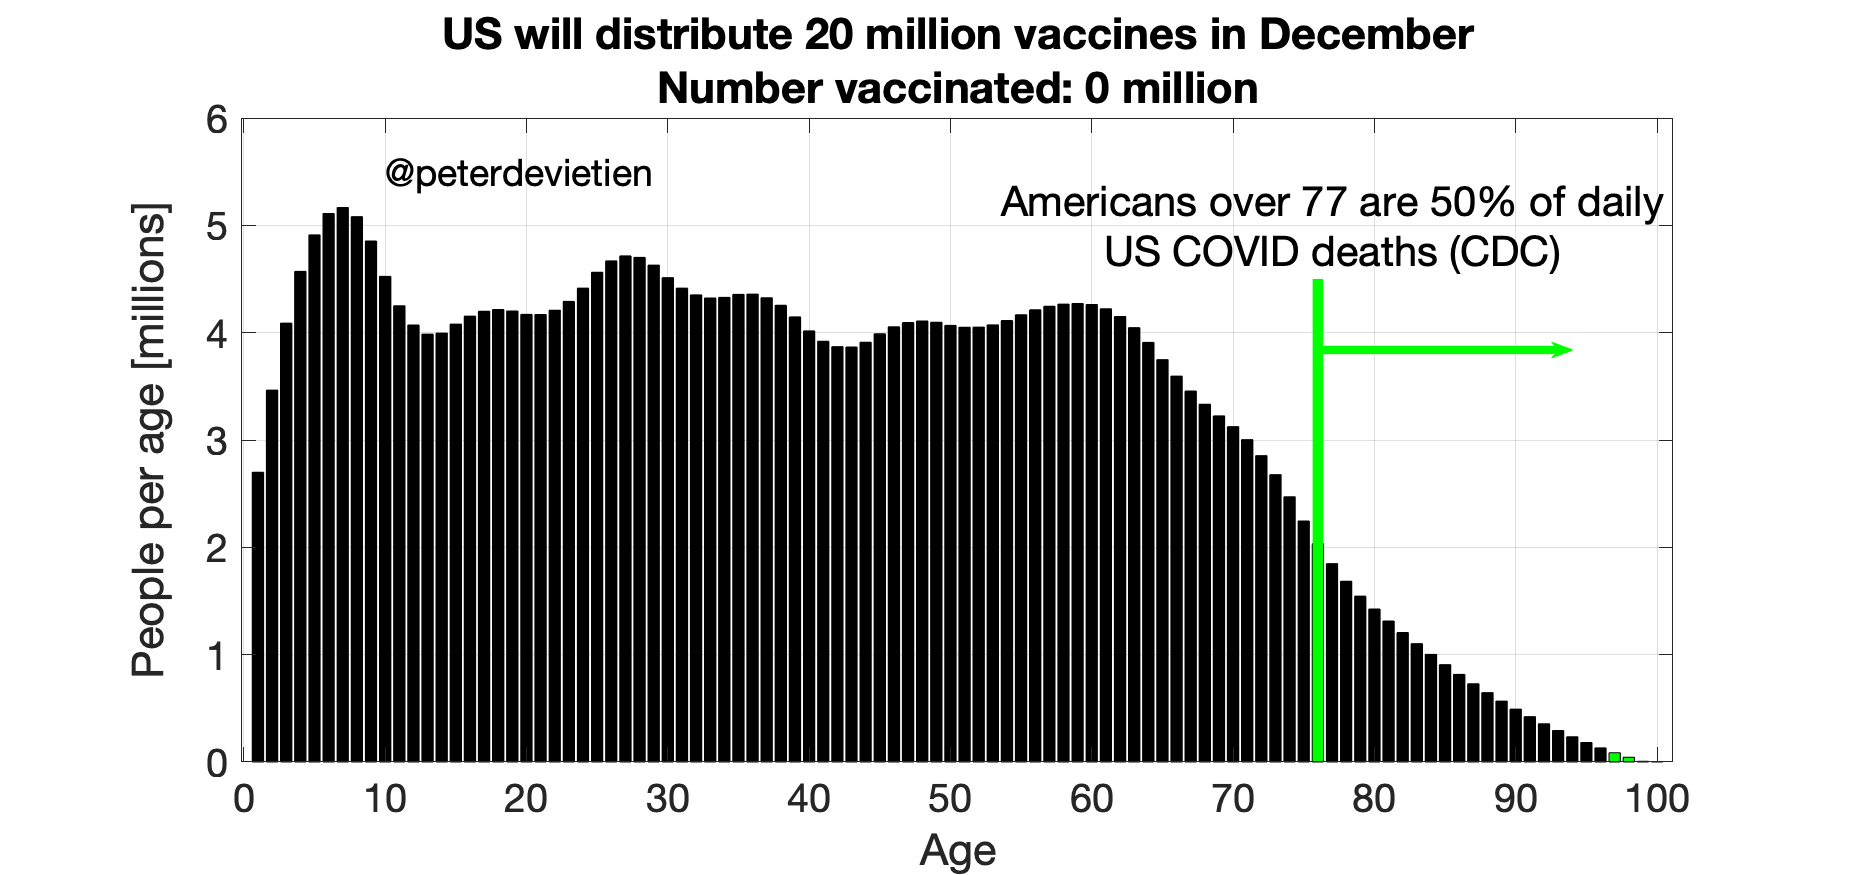 US will distribute 20 million vaccines in December
Number vaccinated: 0 million
@peterdevietien
Americans over 77 are 50% of daily
US COVID deaths (CDC)
People per age [millions]
6
5
4
3
2
1
0
0 10 20 30 40 50 60 70 80 90 100
Age